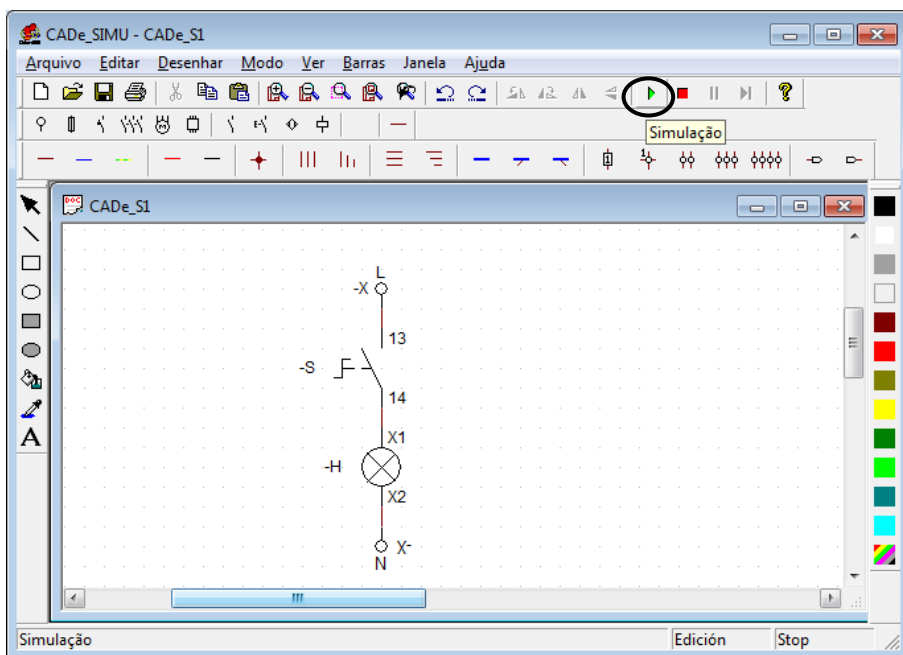 CADe_SIMU - CADe_S1
Arquivo Editar Desenhar Modo Ver Barras Janela Ajuda
Simulação
CADe_S1
L
-X
13
-S
14
X1
-H
X2
X-
N
A
Simulação Edición Stop